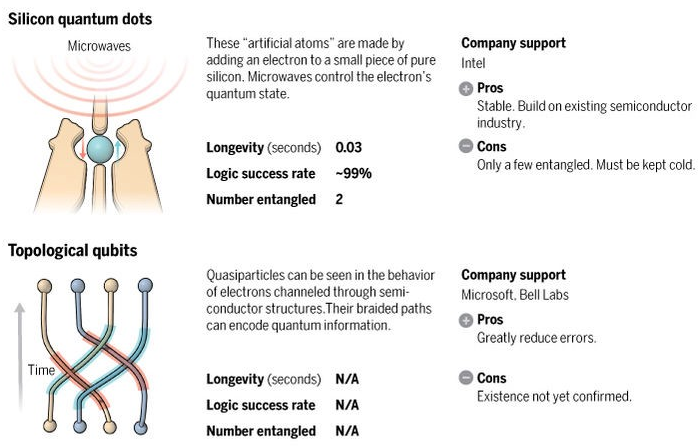 Silicon quantum dots
Microwaves
These “artificial atoms” are made by
adding an electron to a small piece of pure
silicon. Microwaves control the electron’s
quantum state.
Longevity (seconds) 0.03
Logic success rate ~99%
Number entangled 2
Company support
Intel
Pros
Stable. Build on existing semiconductor
industry.
Cons
Only a few entangled. Must be kept cold.
Topological qubits
Time
Quasiparticles can be seen in the behavior
of electrons channeled through semi-
conductor structures.Their braided paths
can encode quantum information.
Longevity (seconds) N/A
Logic success rate N/A
Number entangled N/A
Company support
Microsoft, Bell Labs
Pros
Greatly reduce errors.
Cons
Existence not yet confirmed.